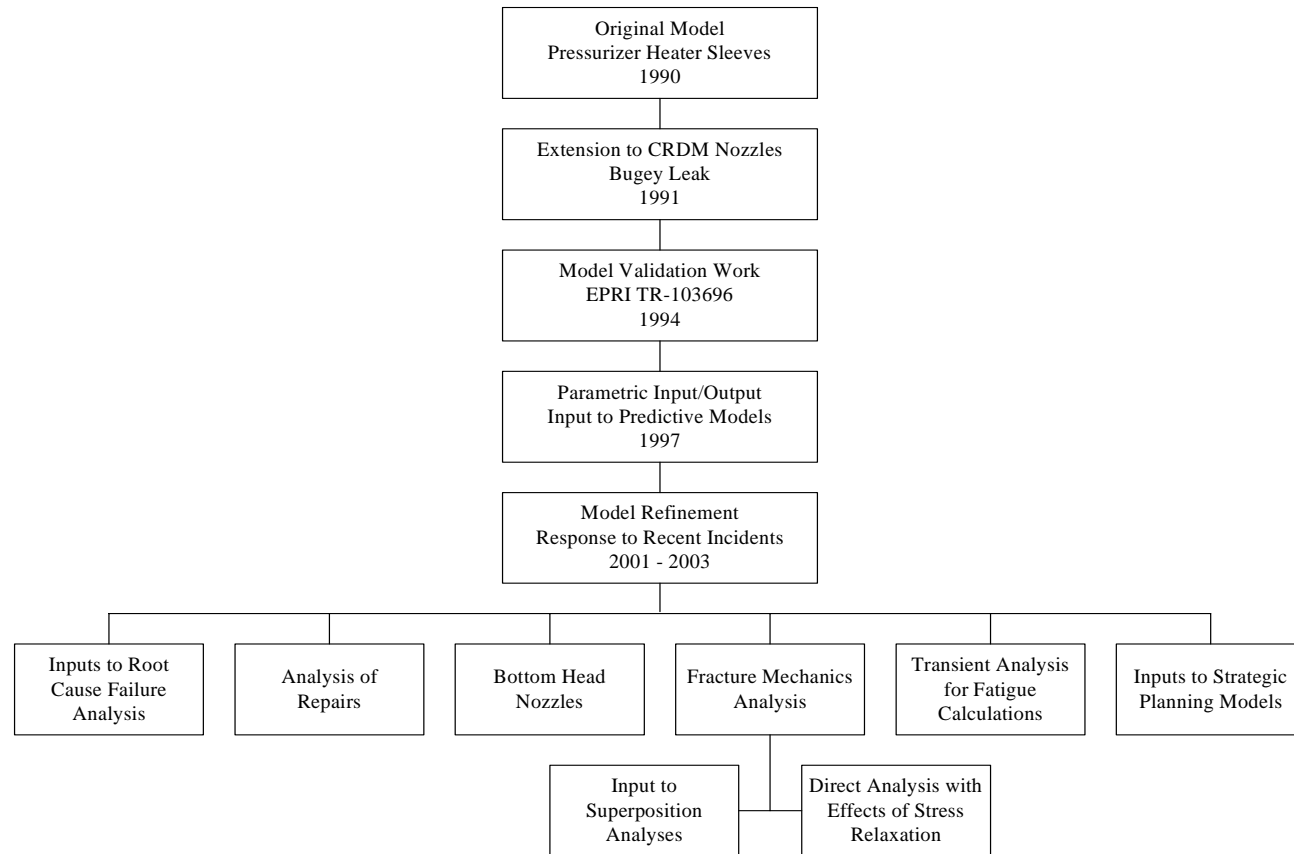 Original Model
Pressurizer Heater Sleeves
1990
Extension to CRDM Nozzles
Bugey Leak
1991
Model Validation Work
EPRI TR-103696
1994
Parametric Input/Output
Input to Predictive Models
1997
Model Refinement
Response to Recent Incidents
2001 - 2003
Inputs to Root
Cause Failure
Analysis
Analysis of
Repairs
Bottom Head
Nozzles
Fracture Mechanics
Analysis
Transient Analysis
for Fatigue
Calculations
Inputs to Strategic
Planning Models
Input to
Superposition
Analyses
Direct Analysis with
Effects of Stress
Relaxation